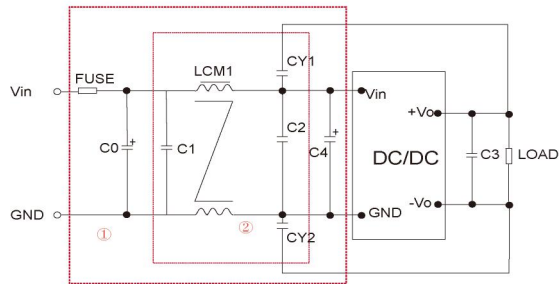 CY1
FUSE
LCM1
Vin
Vin
+Vo
C0
+
C1
C2
C4
+
DC/DC
C3
LOAD
-Vo
GND
GND
①
②
CY2